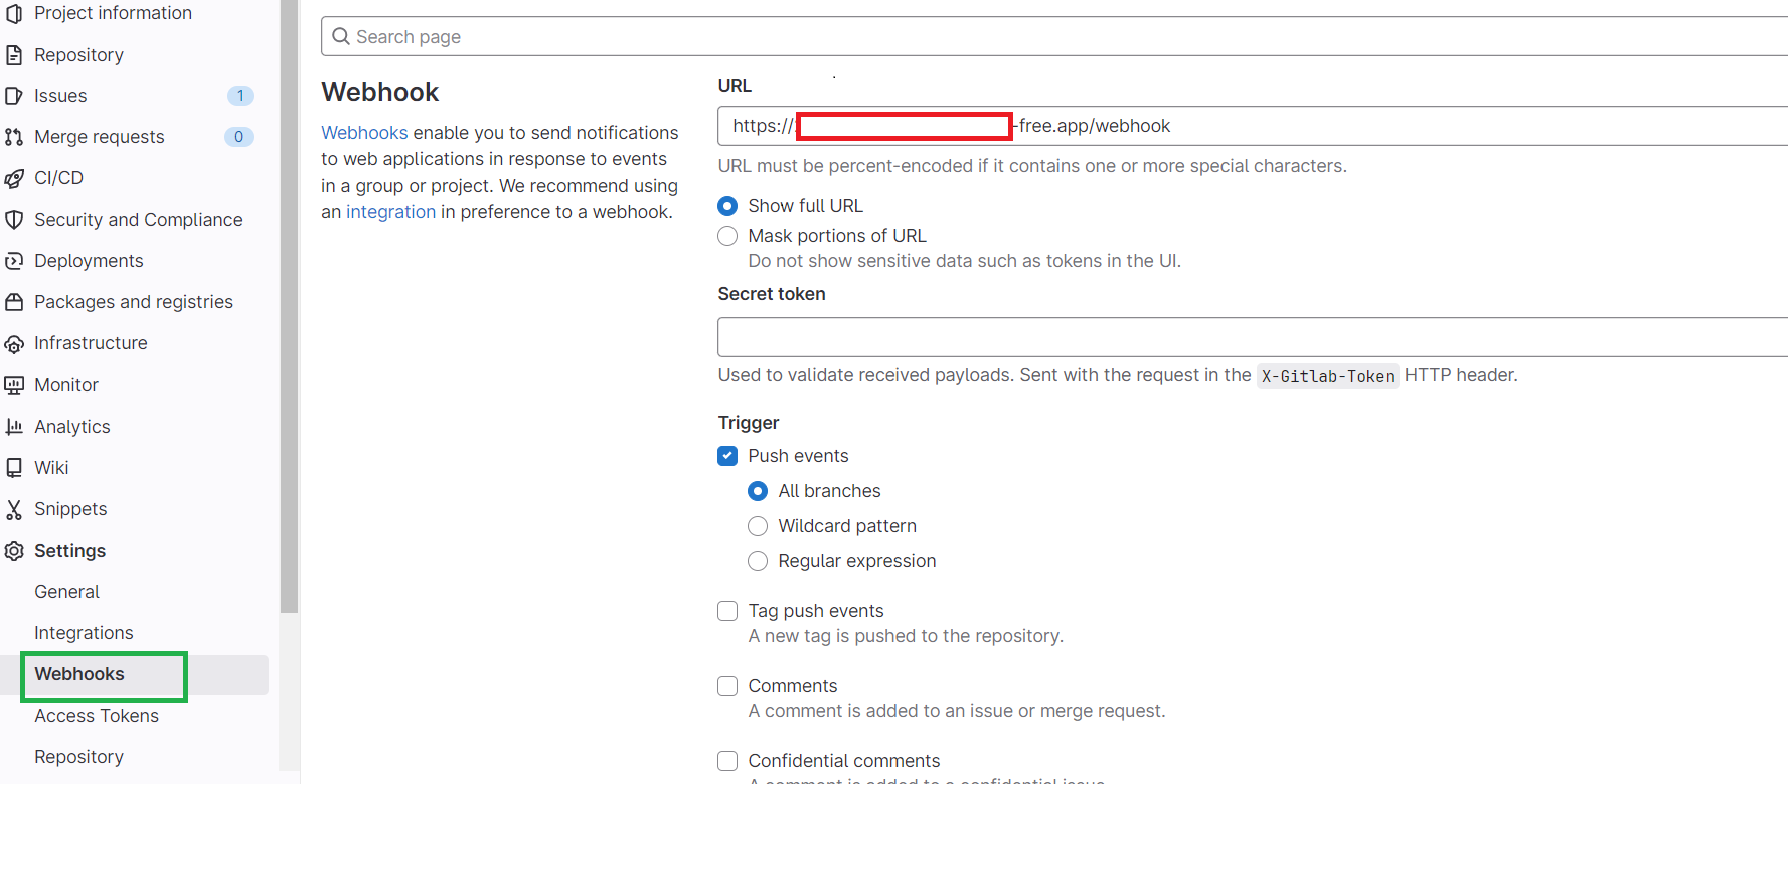 Project information
Repository
Issues 1
Merge requests 0
CI/CD
Security and Compliance
Deployments
Packages and registries
Infrastructure
Monitor
Analytics
Wiki
Snippets
Settings
General
Integrations
Webhooks
Access Tokens
Repository
Search page
Webhook
Webhooks enable you to send notifications
to web applications in response to events
in a group or project. We recommend using
an integration in preference to a webhook.
URL
https:// -free.app/webhook
URL must be percent-encoded if it contains one or more special characters.
Show full URL
Mask portions of URL
Do not show sensitive data such as tokens in the UI.
Secret token
Used to validate received payloads. Sent with the request in the X-Gitlab-Token HTTP header.
Trigger
Push events
All branches
Wildcard pattern
Regular expression
Tag push events
A new tag is pushed to the repository.
Comments
A comment is added to an issue or merge request.
Confidential comments
A comment is added to a confidential issue.